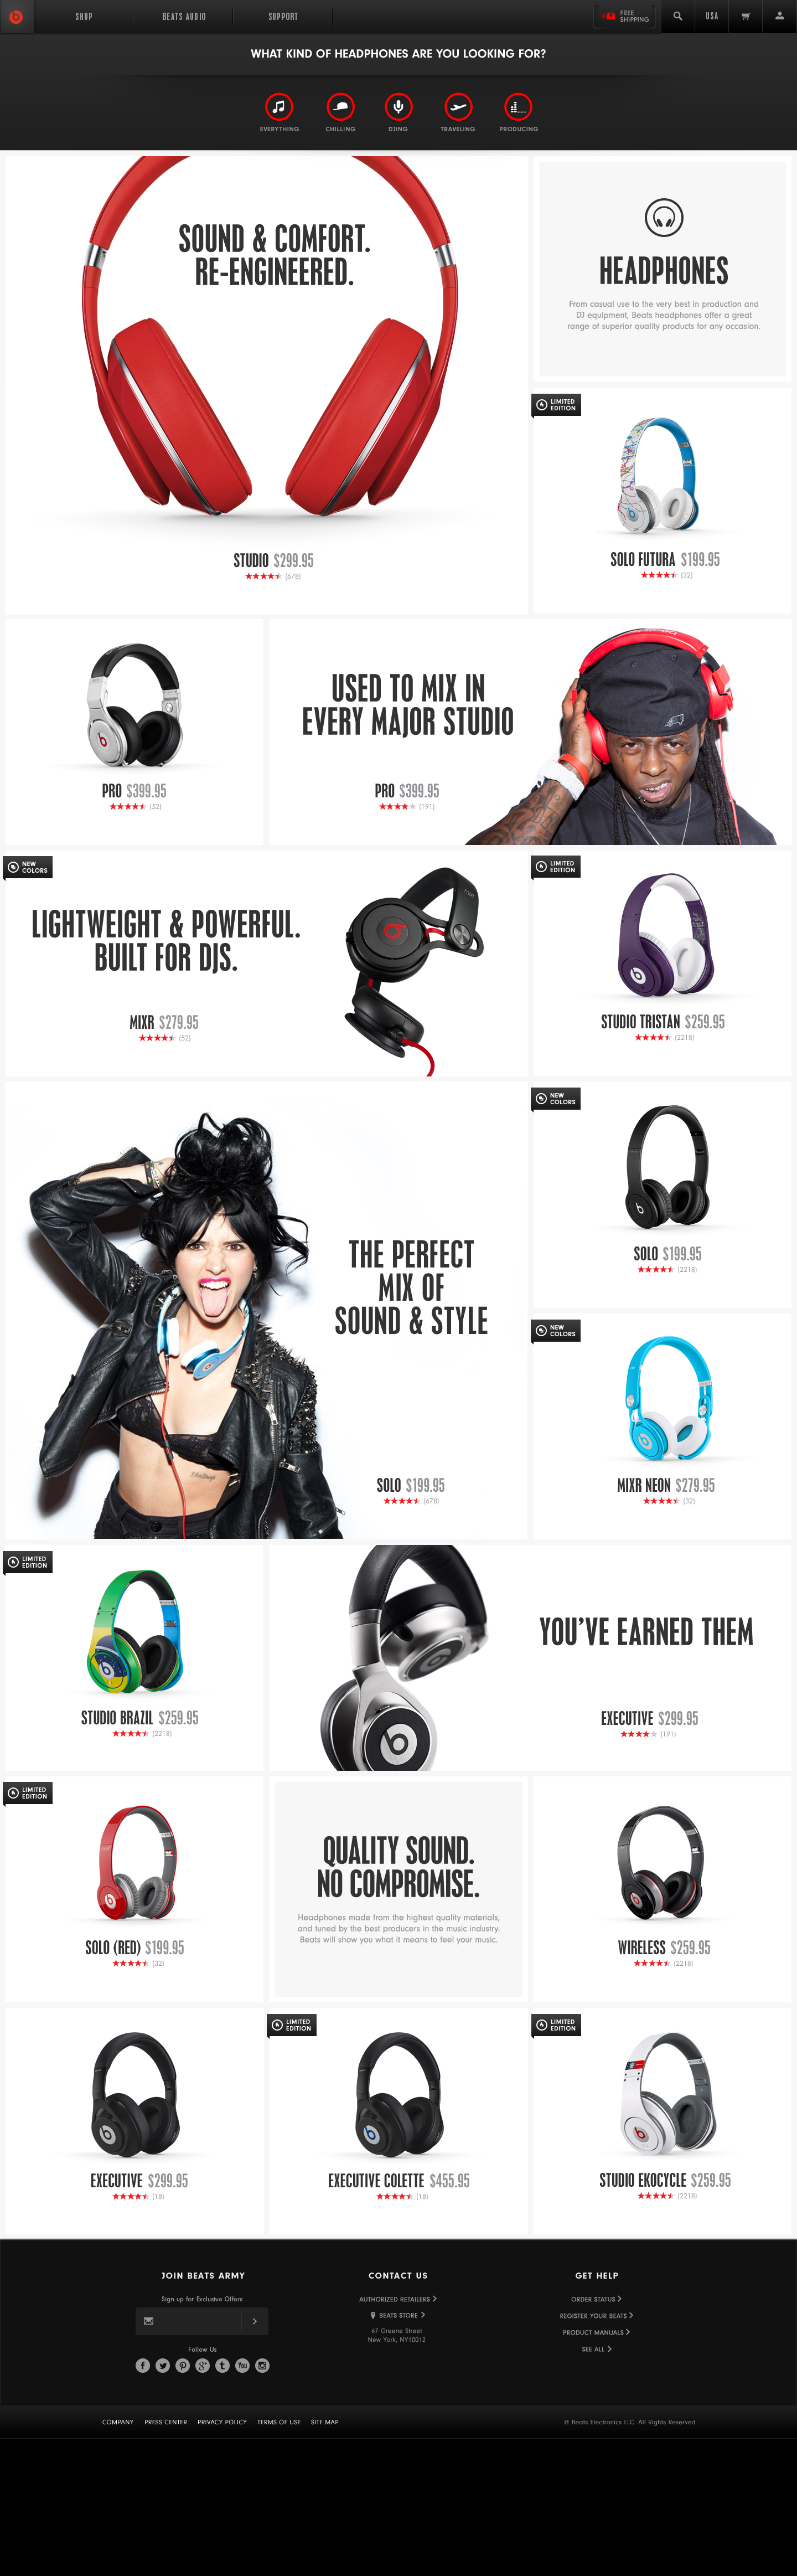 SHOP
BEATS AUDIO
SUPPORT
FREE
SHIPPING
USA
WHAT KIND OF HEADPHONES ARE YOU LOOKING FOR?
EVERYTHING
CHILLING
DJING
TRAVELING
PRODUCING
SOUND & COMFORT.
RE-ENGINEERED.
STUDIO $299.95
(678)
HEADPHONES
From casual use to the very best in production and
DJ equipment, Beats headphones offer a great
range of superior quality products for any occasion.
LIMITED
EDITION
SOLO FUTURA $199.95
(32)
PRO $399.95
(52)
USED TO MIX IN
EVERY MAJOR STUDIO
PRO $399.95
(191)
NEW
COLORS
LIGHTWEIGHT & POWERFUL.
BUILT FOR DJS.
MIXR $279.95
(52)
LIMITED
EDITION
STUDIO TRISTAN $259.95
(2218)
THE PERFECT
MIX OF
SOUND & STYLE
SOLO $199.95
(678)
NEW
COLORS
SOLO $199.95
(2218)
NEW
COLORS
MIXR NEON $279.95
(32)
LIMITED
EDITION
STUDIO BRAZIL $259.95
(2218)
YOU'VE EARNED THEM
EXECUTIVE $299.95
(191)
LIMITED
EDITION
SOLO (RED) $199.95
(32)
QUALITY SOUND.
NO COMPROMISE.
Headphones made from the highest quality materials,
and tuned by the best producers in the music industry.
Beats will show you what it means to feel your music.
WIRELESS $259.95
(2218)
EXECUTIVE $299.95
(18)
LIMITED
EDITION
EXECUTIVE COLETTE $455.95
(18)
LIMITED
EDITION
STUDIO EKOCYCLE $259.95
(2218)
JOIN BEATS ARMY
Sign up for Exclusive Offers
Follow Us
You
CONTACT US
AUTHORIZED RETAILERS
BEATS STORE
67 Greene Street
New York, NY10012
GET HELP
ORDER STATUS
REGISTER YOUR BEATS
PRODUCT MANUALS
SEE ALL
COMPANY PRESS CENTER PRIVACY POLICY TERMS OF USE SITE MAP
® Beats Electronics LLC. All Rights Reserved